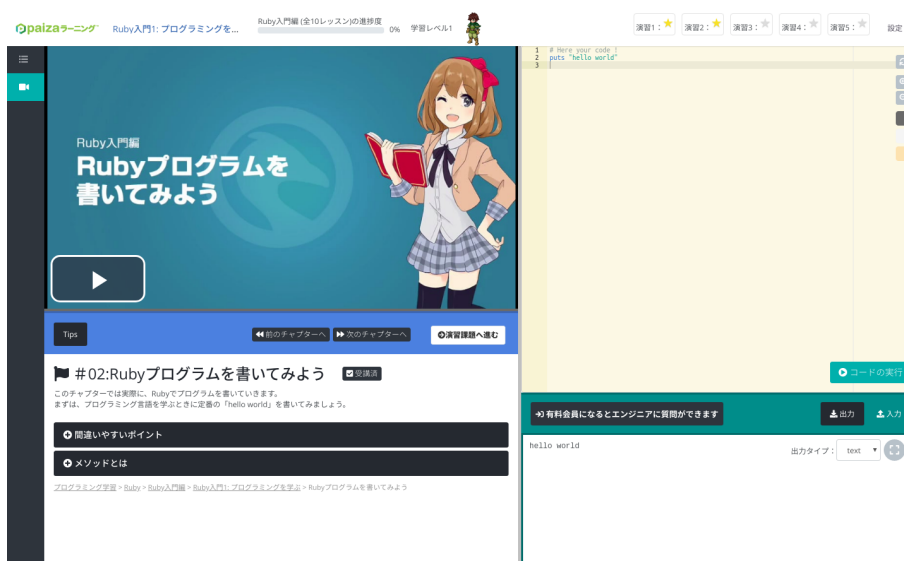 paizaラーニング
Ruby入門1: プログラミングを...
Ruby入門編 (全10レッスン)の進捗度
0%
学習レベル1
演習1：
演習2：
演習3：
演習4：
演習5：
設定
Ruby入門編
Rubyプログラムを
書いてみよう
Tips
前のチャプターへ
次のチャプターへ
演習課題へ進む
＃02:Rubyプログラムを書いてみよう
受講済
このチャプターでは実際に、Rubyでプログラムを書いていきます。
まずは、プログラミング言語を学ぶときに定番の「hello world」を書いてみましょう。
間違いやすいポイント
メソッドとは
プログラミング学習 > Ruby > Ruby入門編 > Ruby入門1: プログラミングを学ぶ > Rubyプログラムを書いてみよう
1 # Here your code !
2 puts "hello world"
3
コードの実行
有料会員になるとエンジニアに質問ができます
出力
入力
hello world
出力タイプ：
text